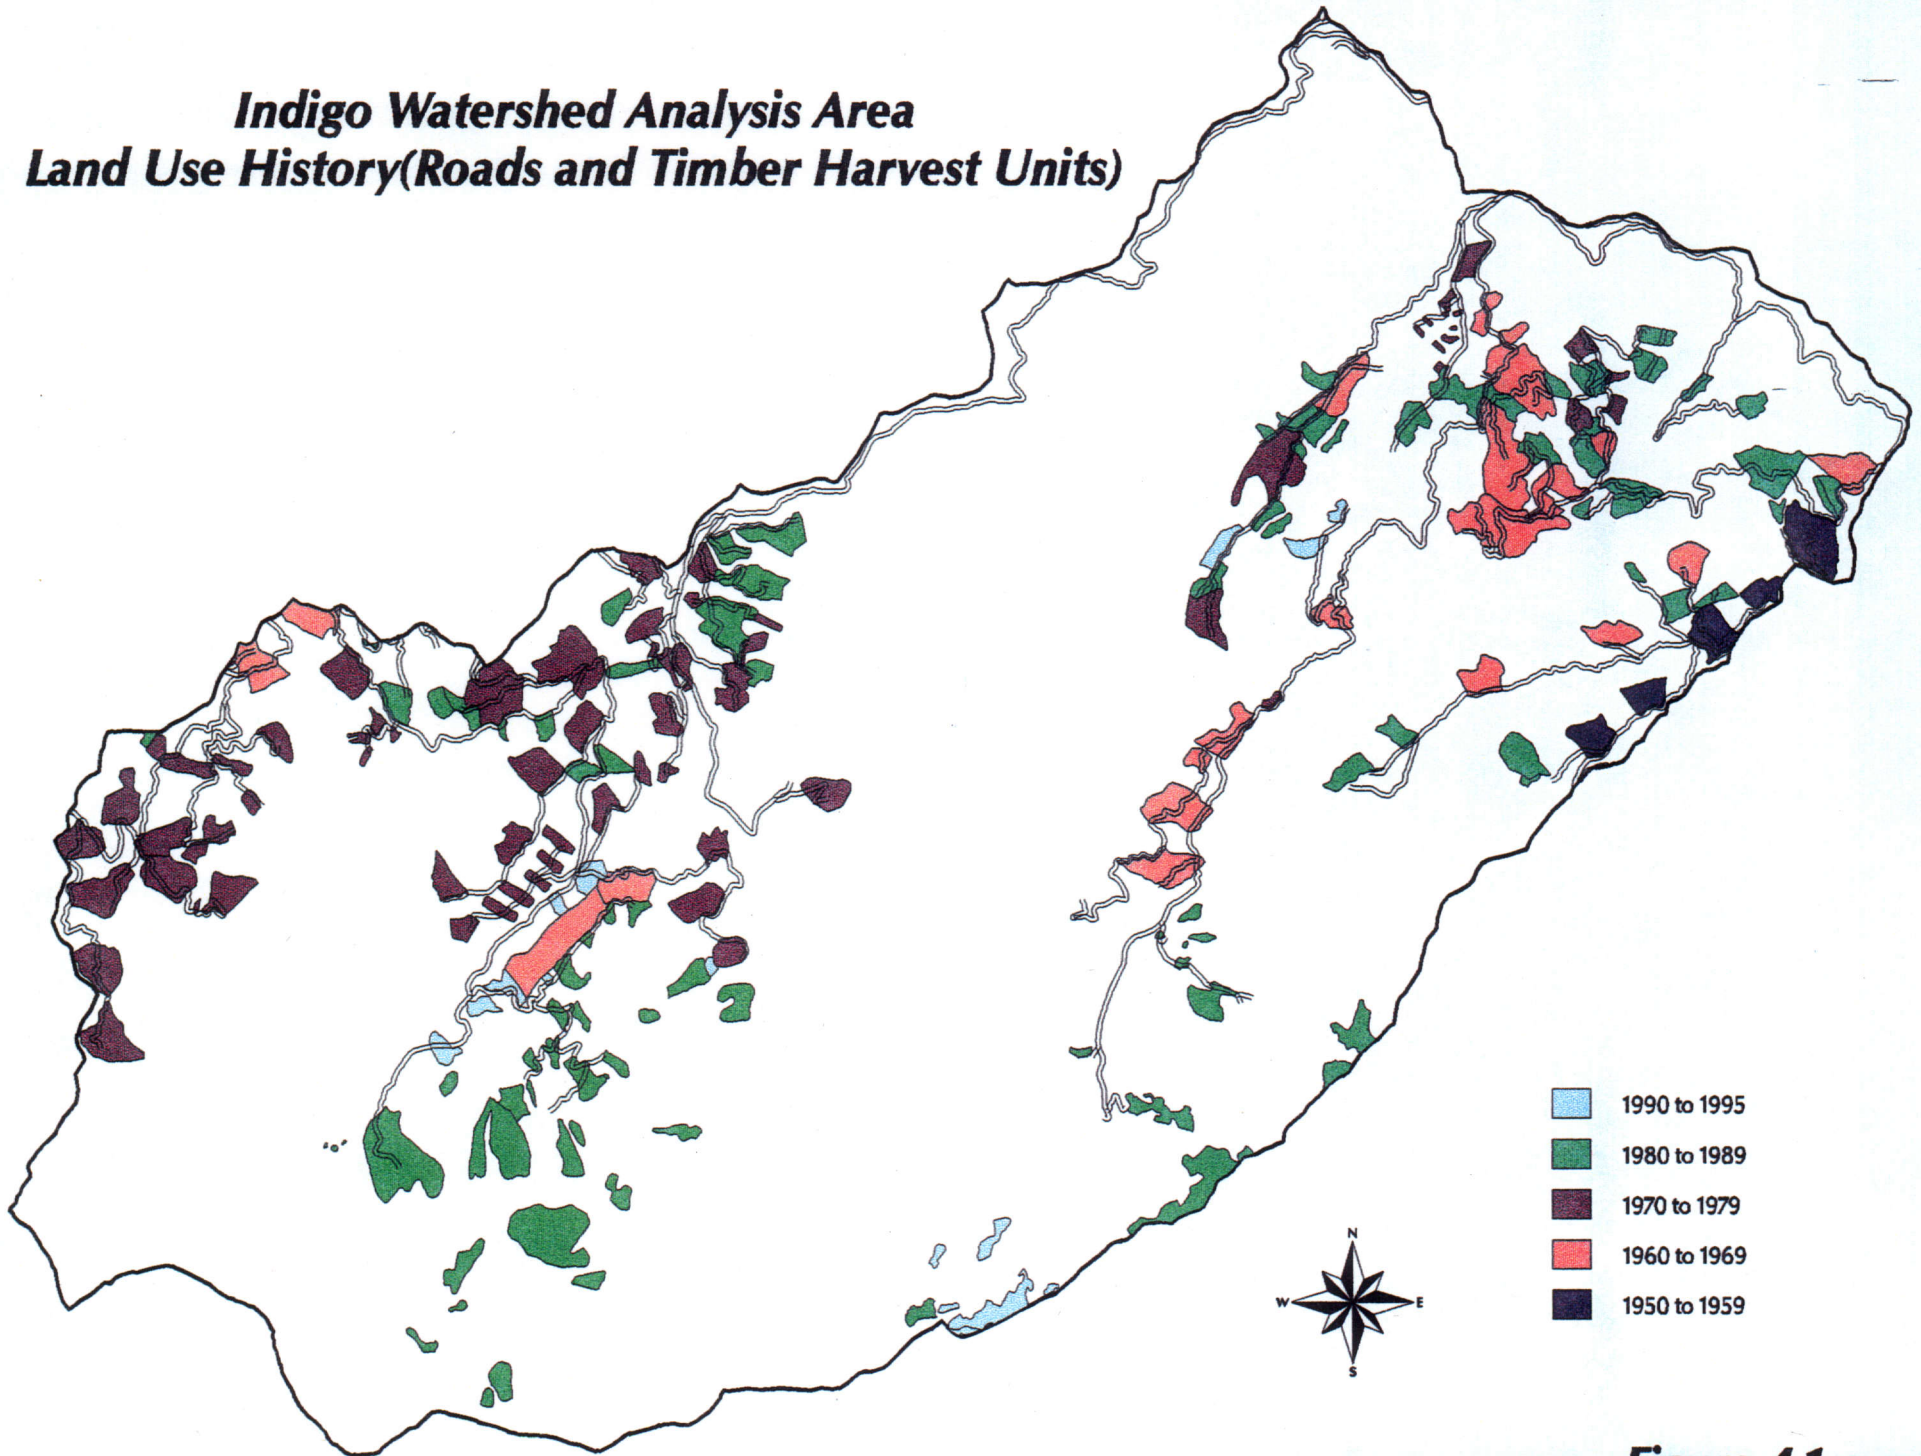 Indigo Watershed Analysis Area
Land Use History(Roads and Timber Harvest Units)
1990 to 1995
1980 to 1989
1970 to 1979
1960 to 1969
1950 to 1959
N
W E
S